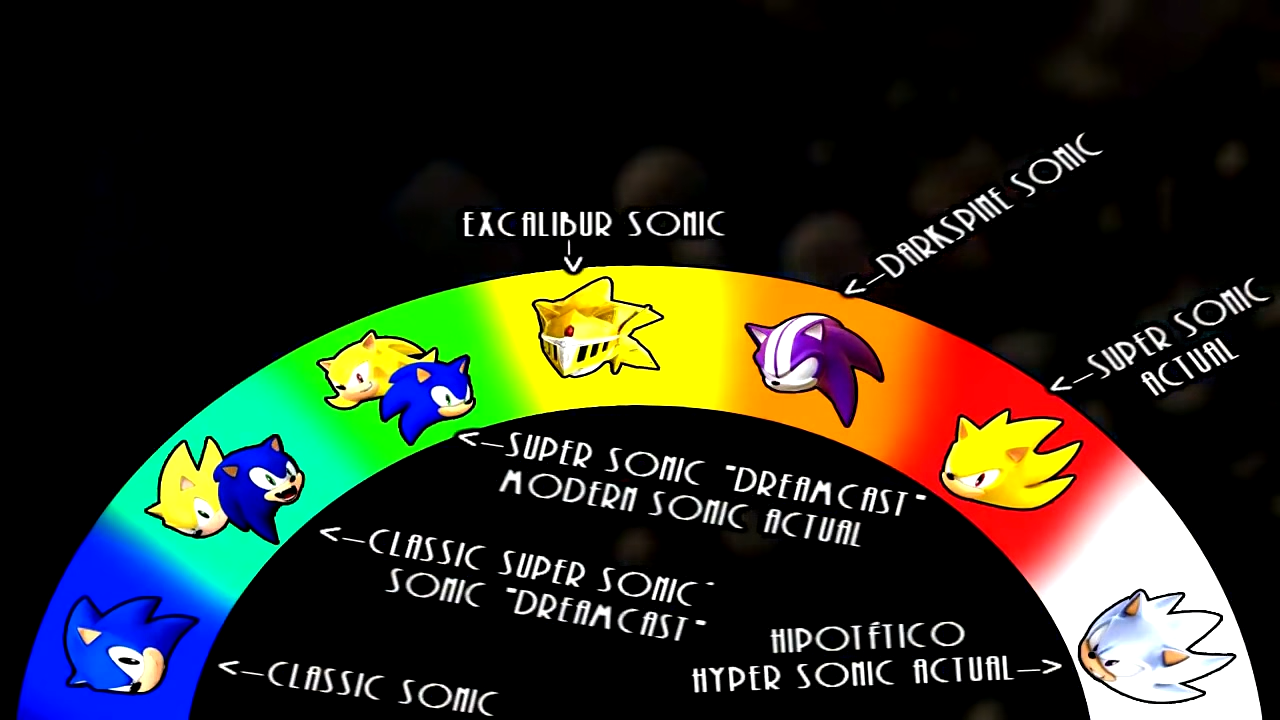 EXCALIBUR SONIC
<—DARKSPINE SONIC
<—SUPER SONIC
ACTUAL
<—SUPER SONIC "DREAMCAST"
MODERN SONIC ACTUAL
<—CLASSIC SUPER SONIC"
SONIC "DREAMCAST"
<—CLASSIC SONIC
HIPOTÉTICO
HYPER SONIC ACTUAL—>